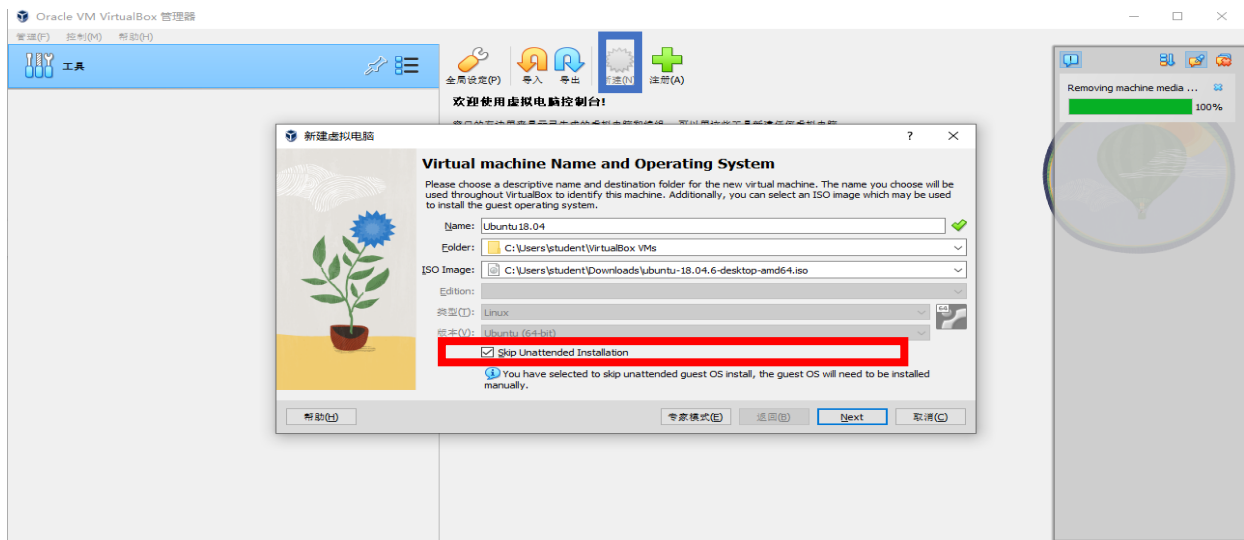 Oracle VM VirtualBox 管理器
管理(F) 控制(M) 帮助(H)
工具
全局设定(P) 导入 导出 新建(N) 注册(A)
欢迎使用虚拟电脑控制台!
Removing machine media ...
100%
新建虚拟电脑
Virtual machine Name and Operating System
Please choose a descriptive name and destination folder for the new virtual machine. The name you choose will be
used throughout VirtualBox to identify this machine. Additionally, you can select an ISO image which may be used
to install the guest operating system.
Name: Ubuntu18.04
Folder: C:\Users\student\VirtualBox VMs
ISO Image: C:\Users\student\Downloads\ubuntu-18.04.6-desktop-amd64.iso
Edition:
类型(T): Linux
64
版本(V): Ubuntu (64-bit)
Skip Unattended Installation
You have selected to skip unattended guest OS install, the guest OS will need to be installed
manually.
帮助(H) 专家模式(E) 返回(B) Next 取消(C)